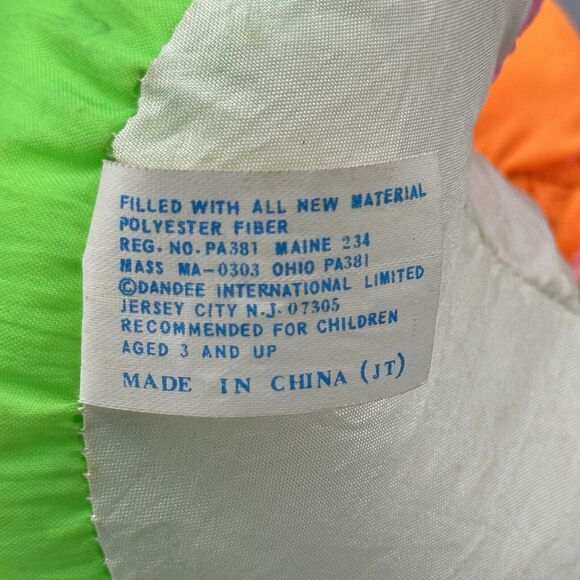 FILLED WITH ALL NEW MATERIAL
POLYESTER FIBER
REG. NO. PA381 MAINE 234
MASS MA-0303 OHIO PA381
©DANDEE INTERNATIONAL LIMITED
JERSEY CITY N.J. 07305
RECOMMENDED FOR CHILDREN
AGED 3 AND UP
MADE IN CHINA (JT)